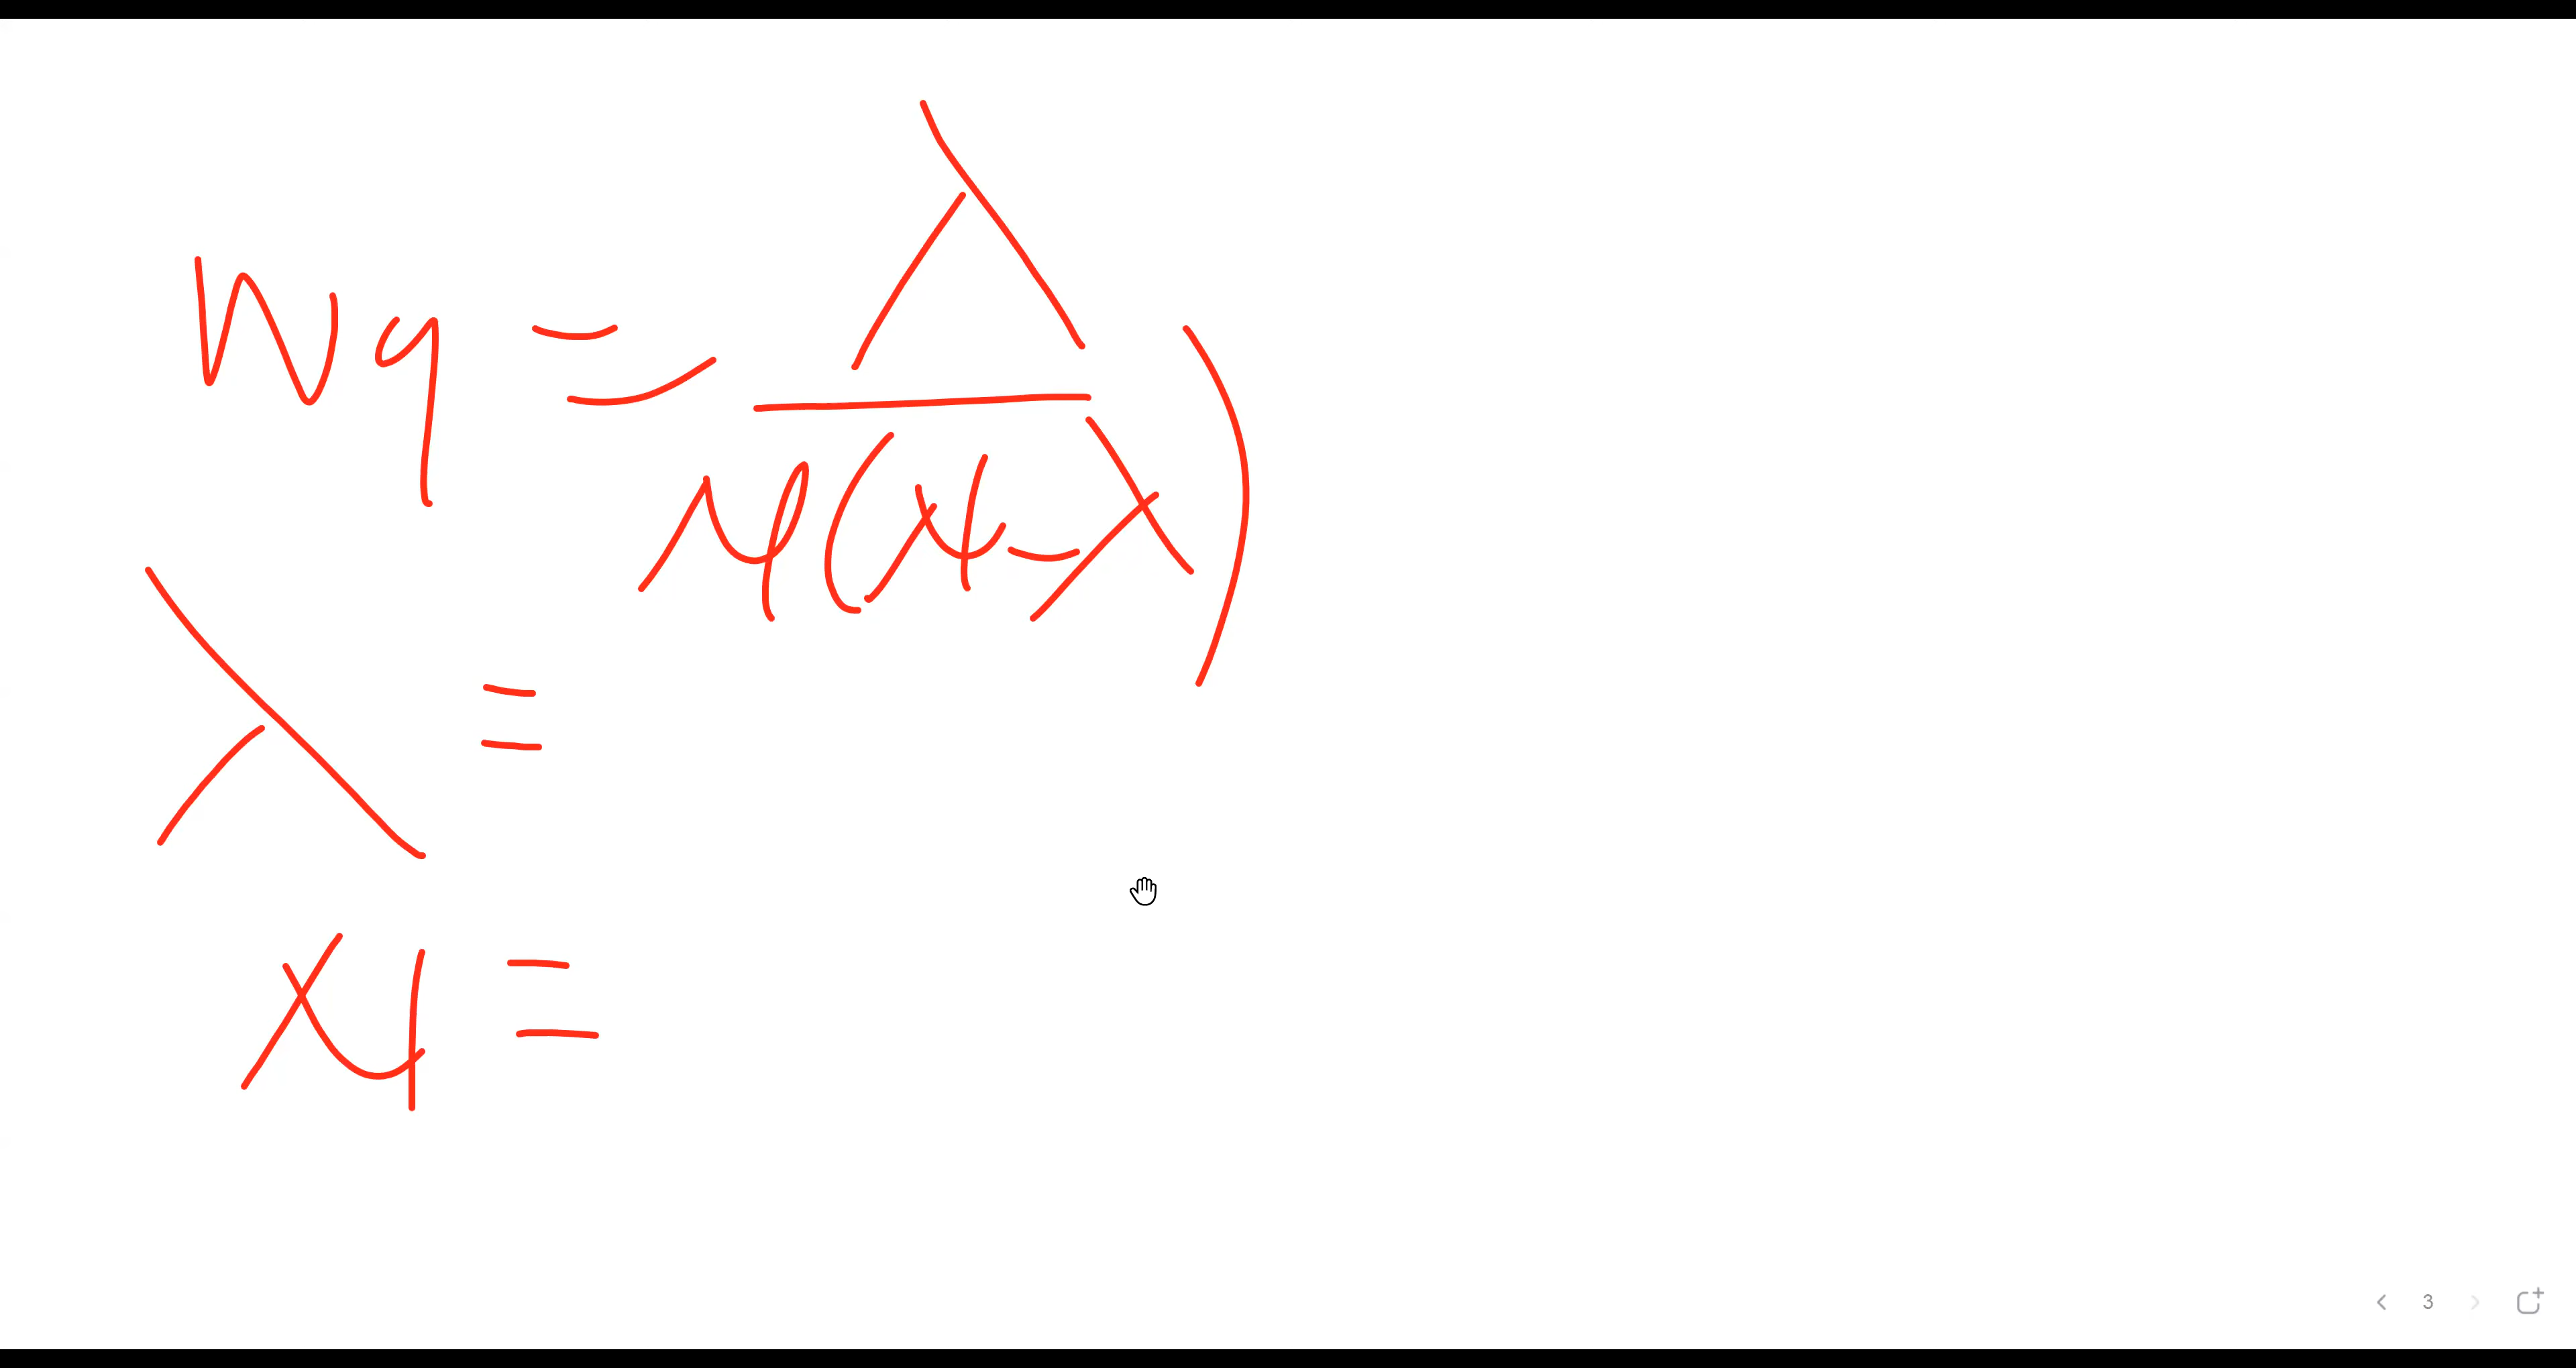 Wq = λ / μ(μ - λ)
λ =
μ =
3